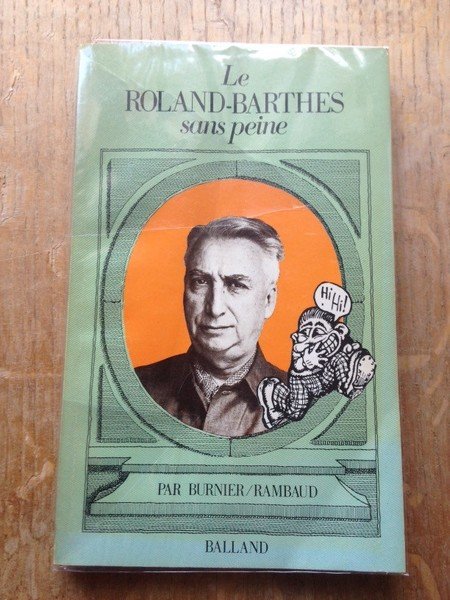 Le
ROLAND-BARTHES
sans peine
Hi
Hi!
PAR BURNIER/RAMBAUD
BALLAND